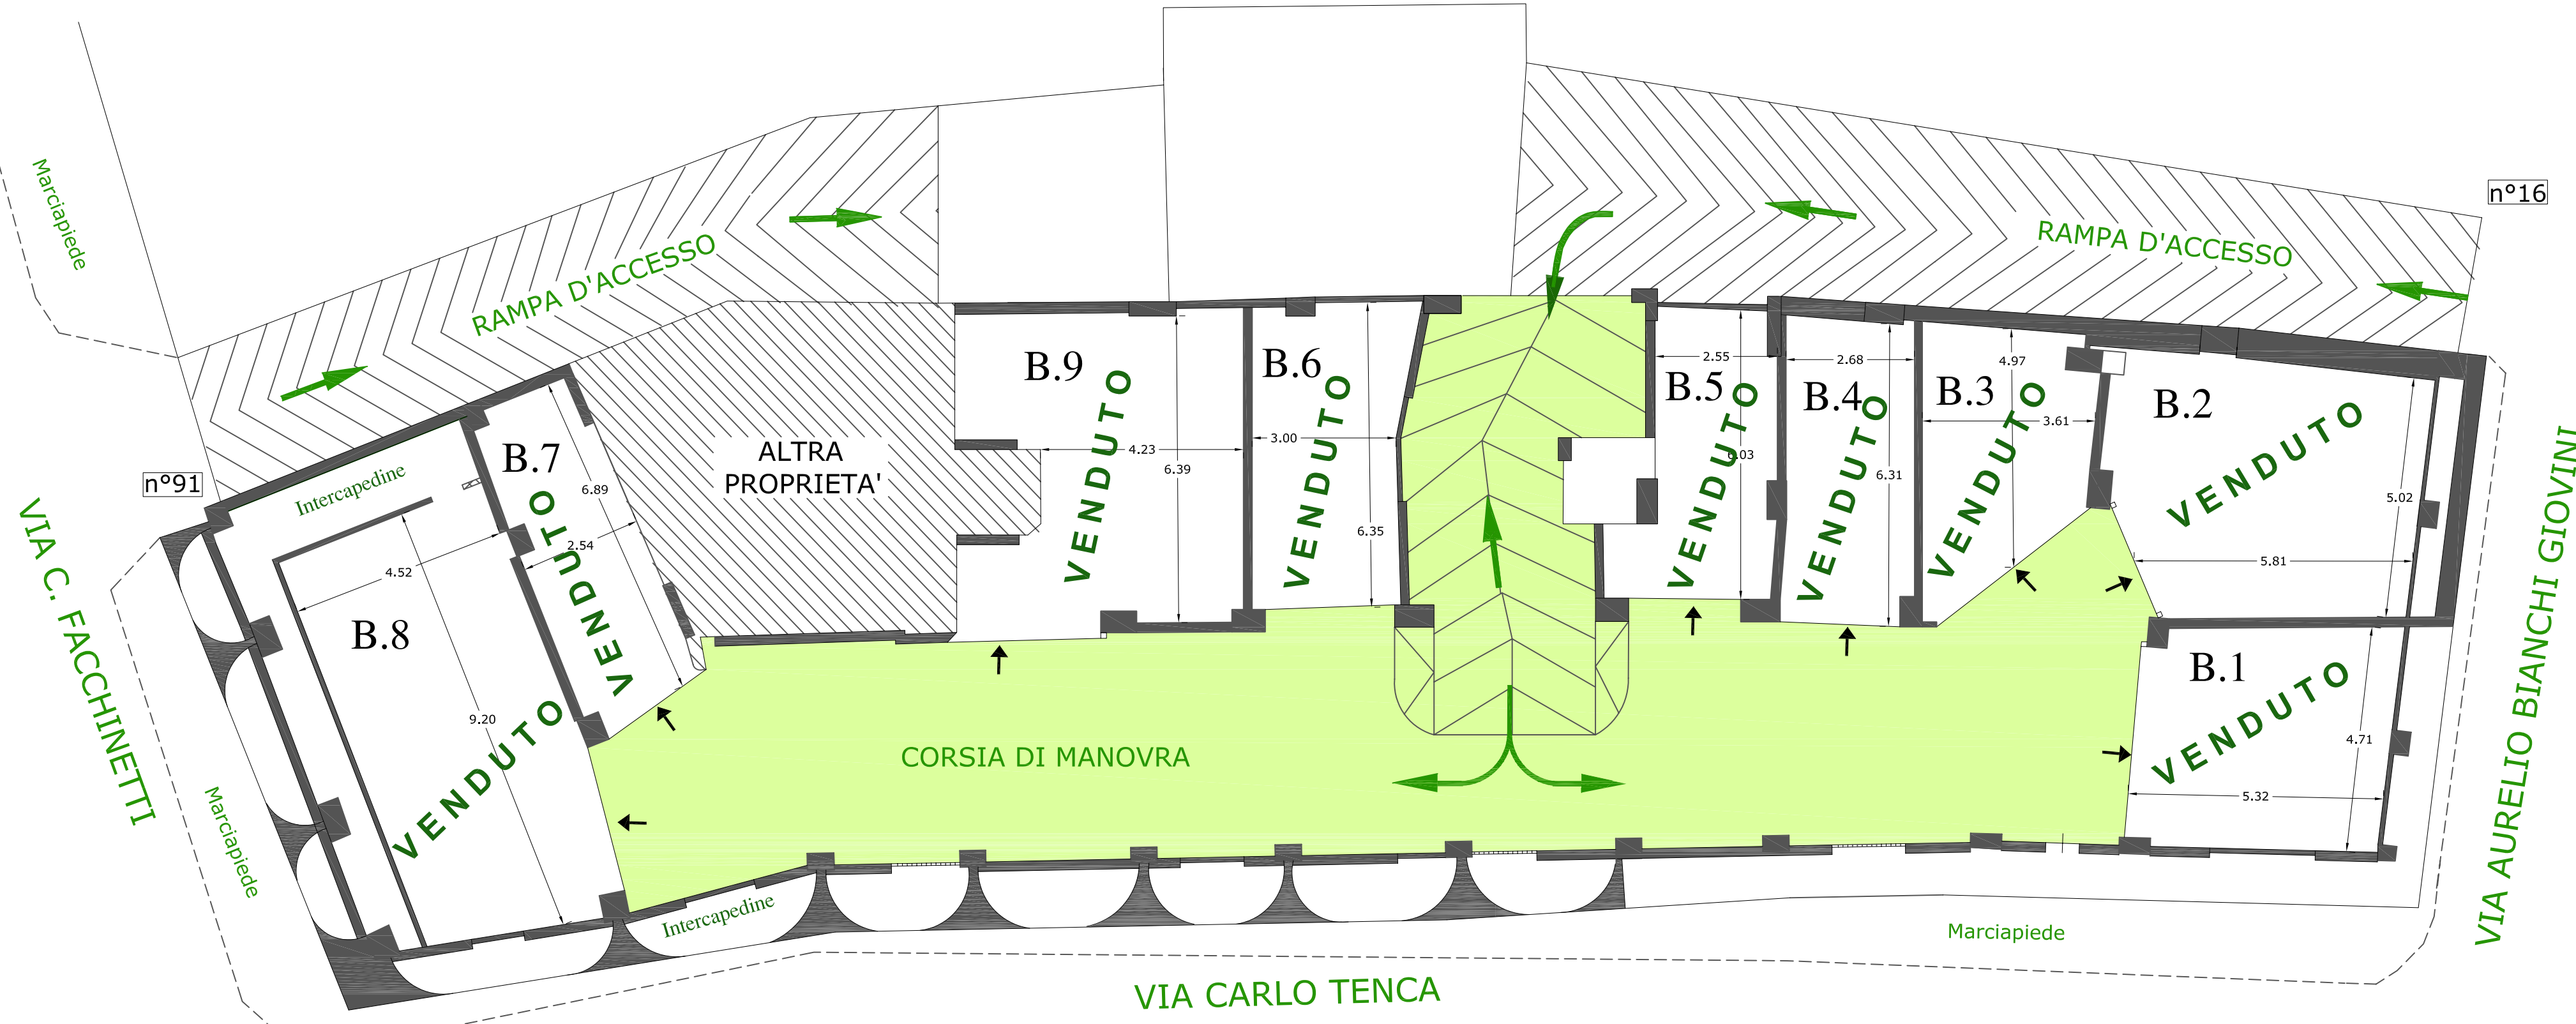 Marciapiede
n°16
RAMPA D'ACCESSO
RAMPA D'ACCESSO
n°91
Intercapedine
VIA C. FACCHINETTI
Marciapiede
B.8
4.52
9.20
VENDUTO
B.7
6.89
2.54
VENDUTO
ALTRA
PROPRIETA'
B.9
4.23
6.39
VENDUTO
B.6
3.00
6.35
VENDUTO
B.5
2.55
6.03
VENDUTO
B.4
2.68
6.31
VENDUTO
B.3
4.97
3.61
VENDUTO
B.2
5.02
5.81
VENDUTO
B.1
4.71
5.32
VENDUTO
CORSIA DI MANOVRA
Intercapedine
Marciapiede
VIA CARLO TENCA
VIA AURELIO BIANCHI GIOVINI